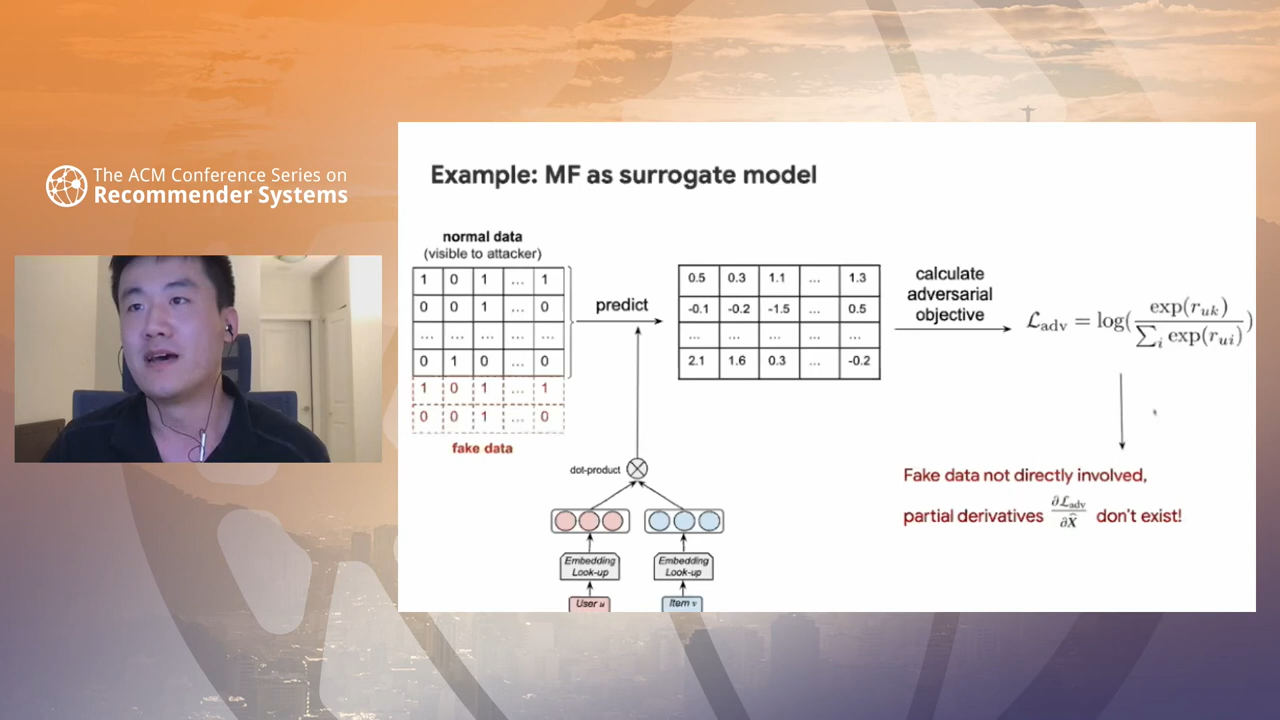 The ACM Conference Series on
Recommender Systems
Example: MF as surrogate model
normal data
(visible to attacker)
1 0 1 ... 1
0 0 1 ... 0
... ... ... ... ...
0 1 0 ... 0
1 0 1 ... 1
0 0 1 ... 0
fake data
predict
dot-product
Embedding
Look-up
User u
Embedding
Look-up
Item v
0.5 0.3 1.1 ... 1.3
-0.1 -0.2 -1.5 ... 0.5
... ... ... ... ...
2.1 1.6 0.3 ... -0.2
calculate
adversarial
objective
ℒ_adv = log(exp(r_uk) / ∑_i exp(r_ui))
Fake data not directly involved,
partial derivatives ∂ℒ_adv/∂X̂ don't exist!